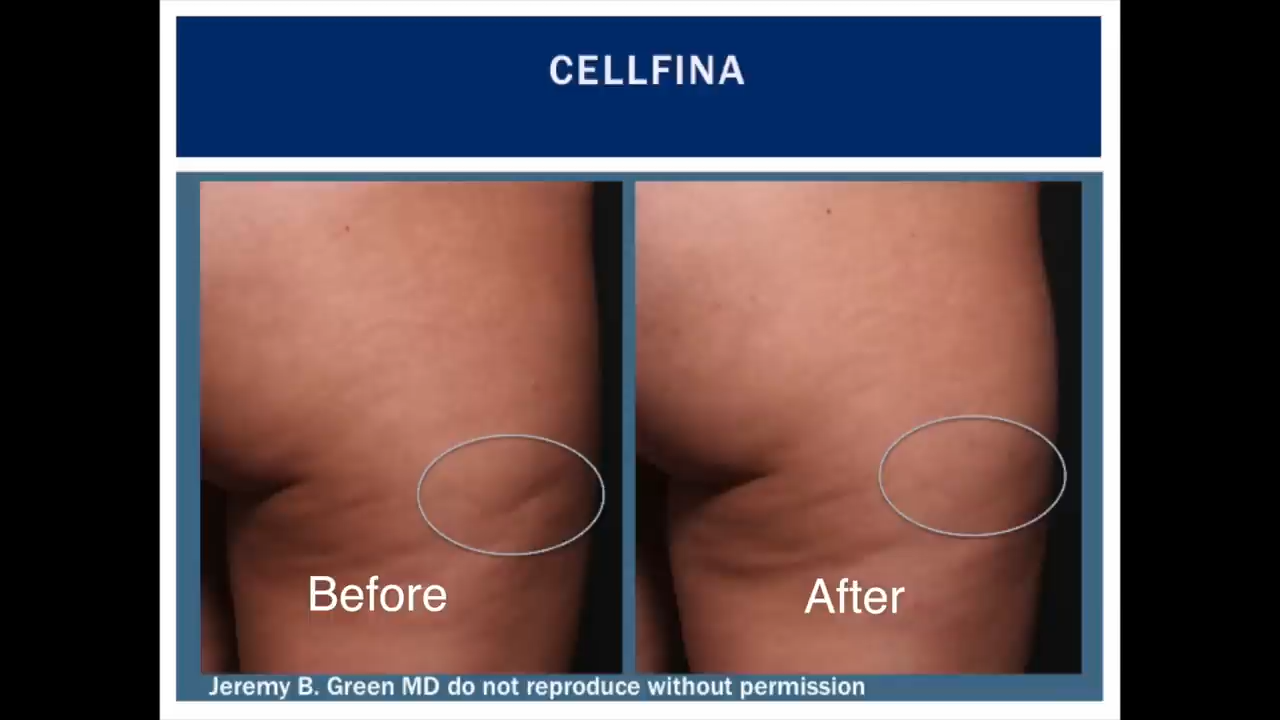 CELLFINA
Before
After
Jeremy B. Green MD do not reproduce without permission